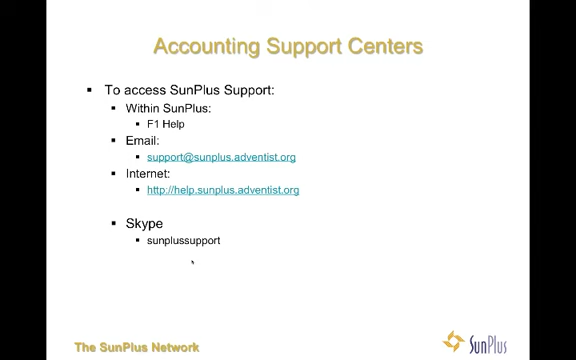 Accounting Support Centers
To access SunPlus Support:
Within SunPlus:
F1 Help
Email:
support@sunplus.adventist.org
Internet:
http://help.sunplus.adventist.org
Skype
sunplussupport
The SunPlus Network
SunPlus